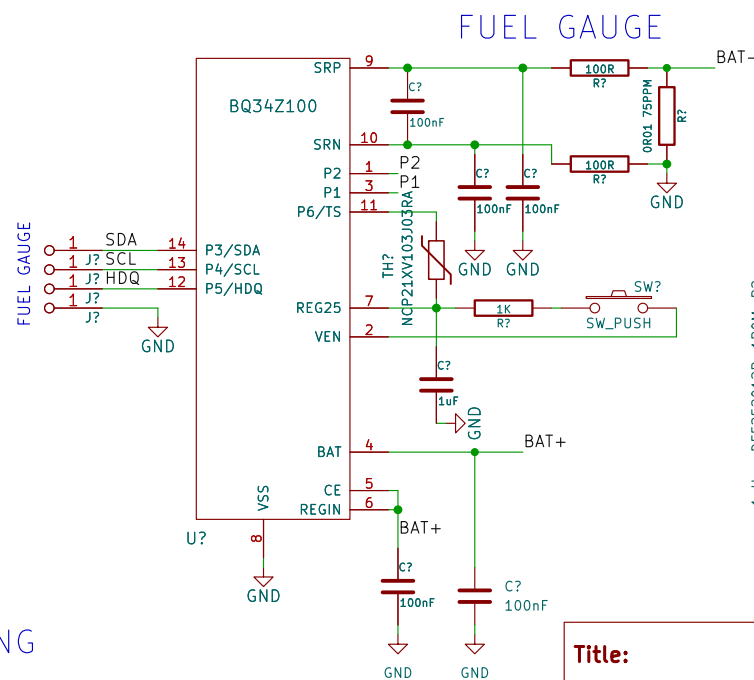 FUEL GAUGE
BAT-
SRP 9
100R
R?
BQ34Z100
C?
100nF
0R01 75PPM
R?
SRN 10
P2 1 P2
P1 3 P1
P6/TS 11
100R
R?
GND
C?
100nF
C?
100nF
GND
GND
FUEL GAUGE
1 SDA 14 P3/SDA
J?
1 SCL 13 P4/SCL
J?
1 HDQ 12 P5/HDQ
J?
1
J?
GND
TH?
NCP21XV103J03RA
REG25 7
1K
R?
SW?
SW_PUSH
VEN 2
C?
1uF
GND
BAT 4
BAT+
CE 5
REGIN 6
BAT+
VSS
8
U?
GND
C?
100nF
C?
100nF
GND
GND
NG
Title: